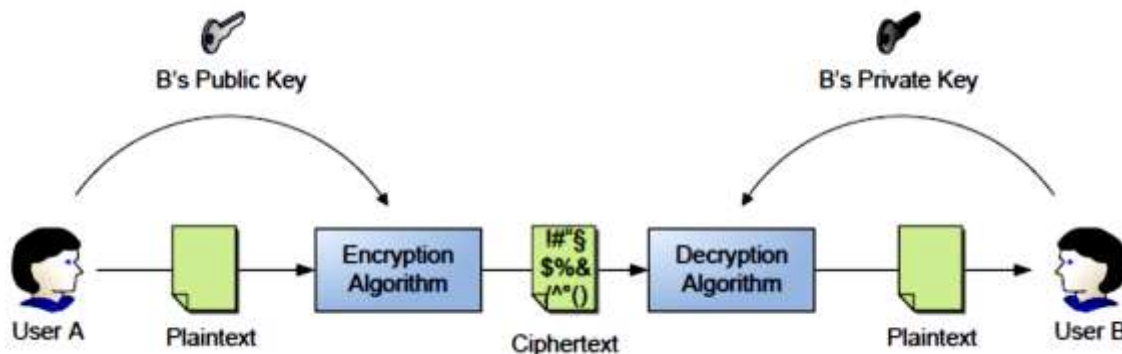 B's Public Key
B's Private Key
Encryption
Algorithm
!#"§
$%&
/^°()
Decryption
Algorithm
User A
Plaintext
Ciphertext
Plaintext
User B